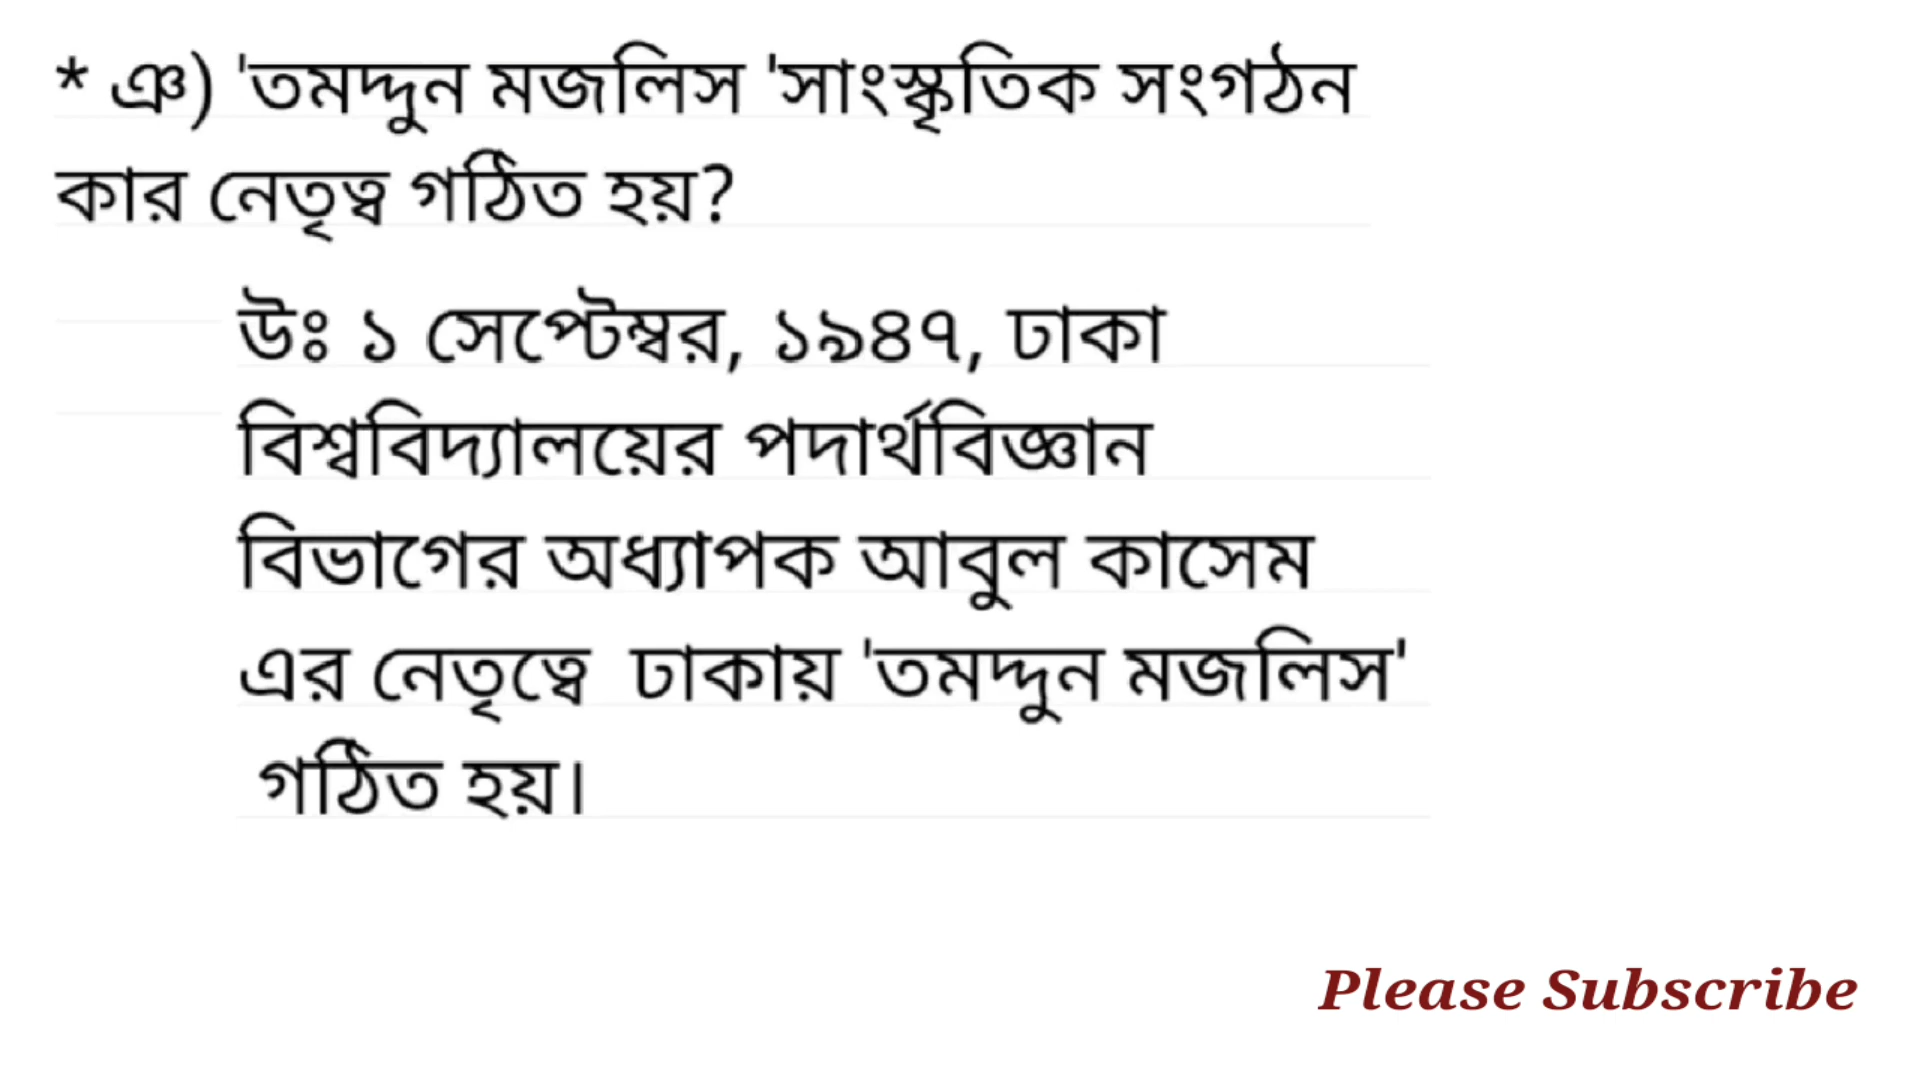 * ঞ) 'তমদ্দুন মজলিস 'সাংস্কৃতিক সংগঠন
কার নেতৃত্ব গঠিত হয়?
উঃ ১ সেপ্টেম্বর, ১৯৪৭, ঢাকা
বিশ্ববিদ্যালয়ের পদার্থবিজ্ঞান
বিভাগের অধ্যাপক আবুল কাসেম
এর নেতৃত্বে ঢাকায় 'তমদ্দুন মজলিস'
গঠিত হয়।
Please Subscribe